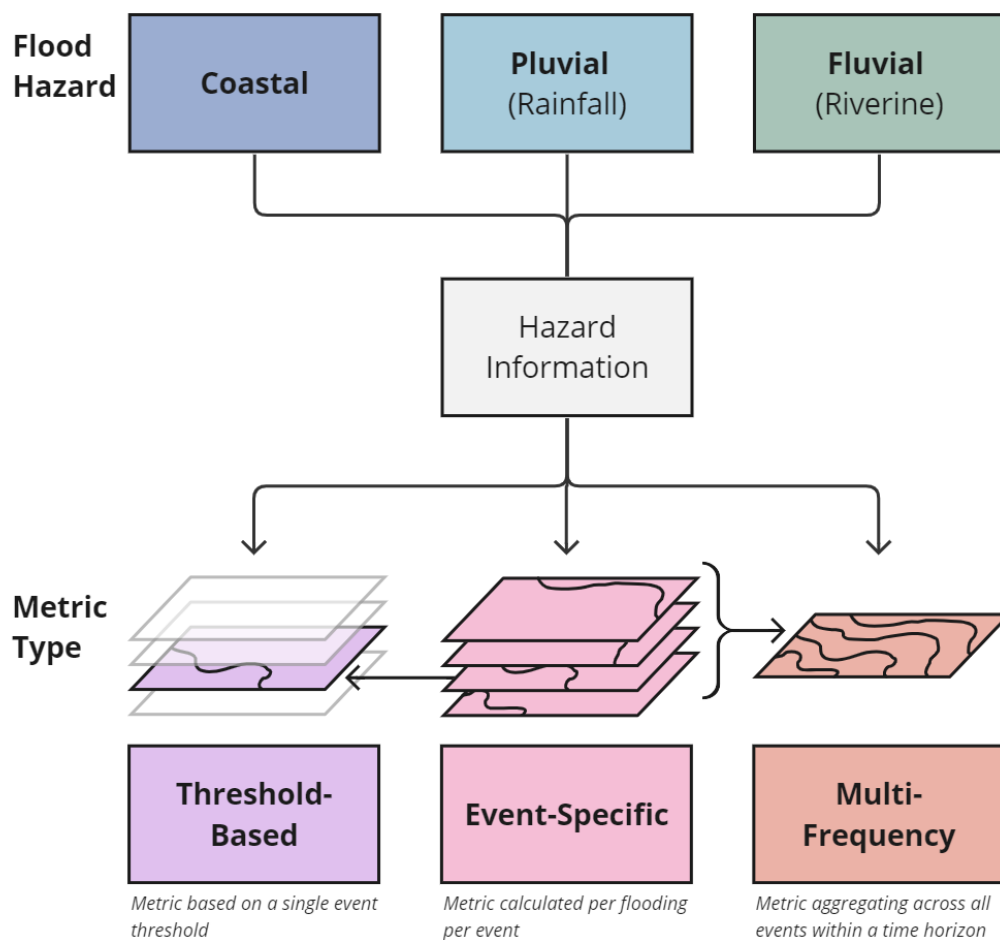 Flood
Hazard
Coastal
Pluvial
(Rainfall)
Fluvial
(Riverine)
Hazard
Information
Metric
Type
Threshold-
Based
Event-Specific
Multi-
Frequency
Metric based on a single event
threshold
Metric calculated per flooding
per event
Metric aggregating across all
events within a time horizon